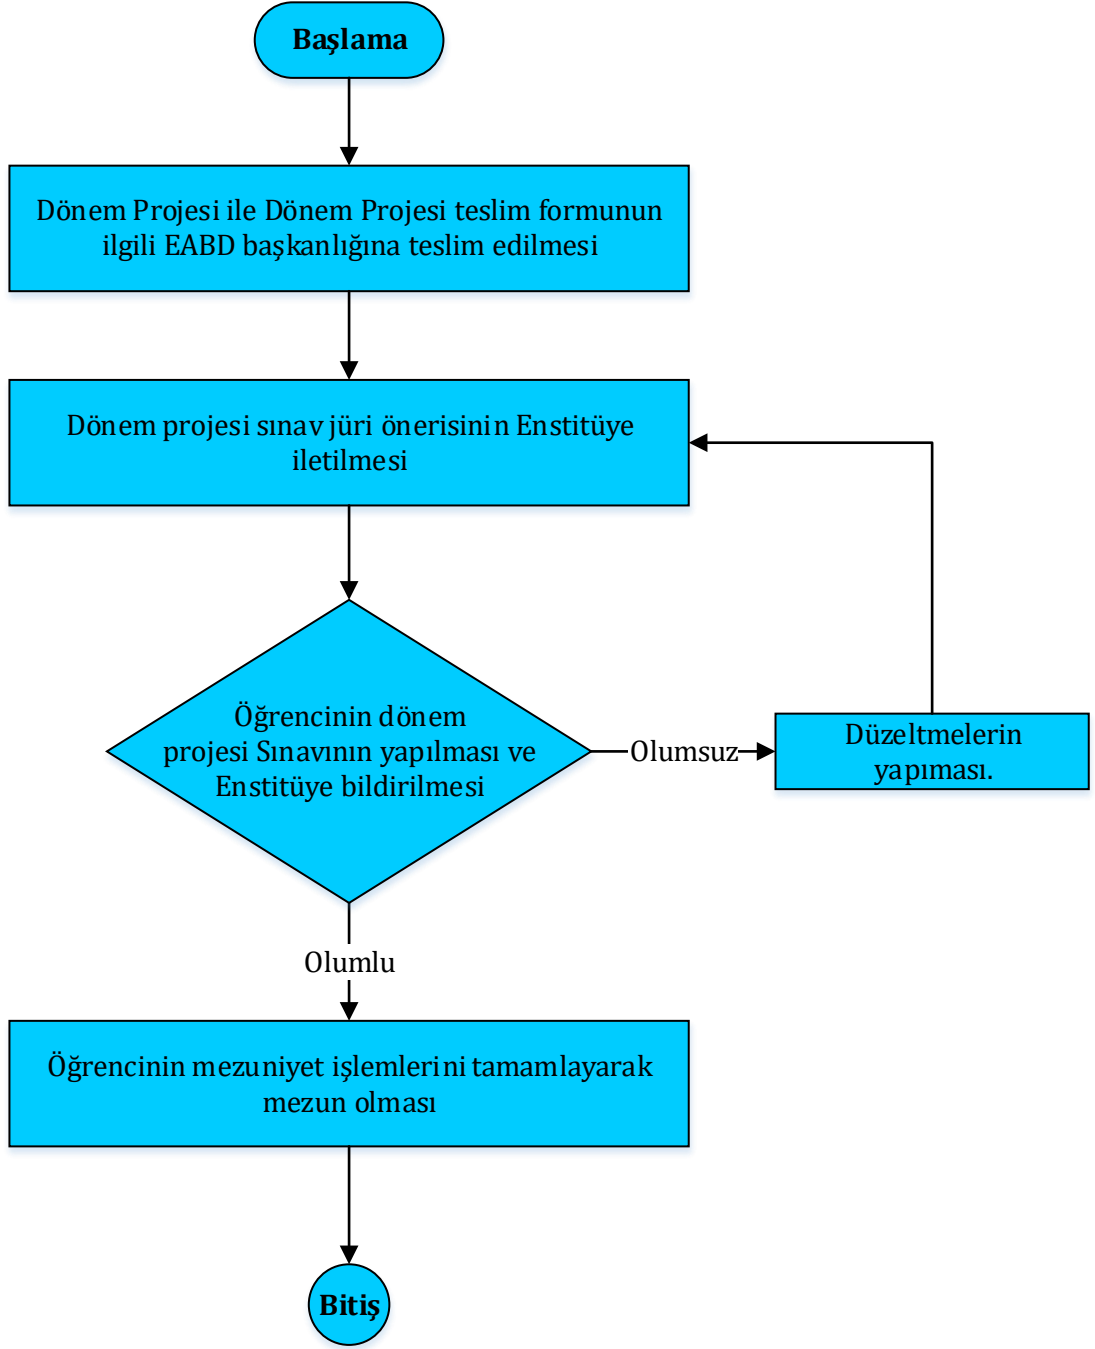 Başlama
Dönem Projesi ile Dönem Projesi teslim formunun
ilgili EABD başkanlığına teslim edilmesi
Dönem projesi sınav jüri önerisinin Enstitüye
iletilmesi
Öğrencinin dönem
projesi Sınavının yapılması ve
Enstitüye bildirilmesi
Olumsuz
Düzeltmelerin
yapıması.
Olumlu
Öğrencinin mezuniyet işlemlerini tamamlayarak
mezun olması
Bitiş